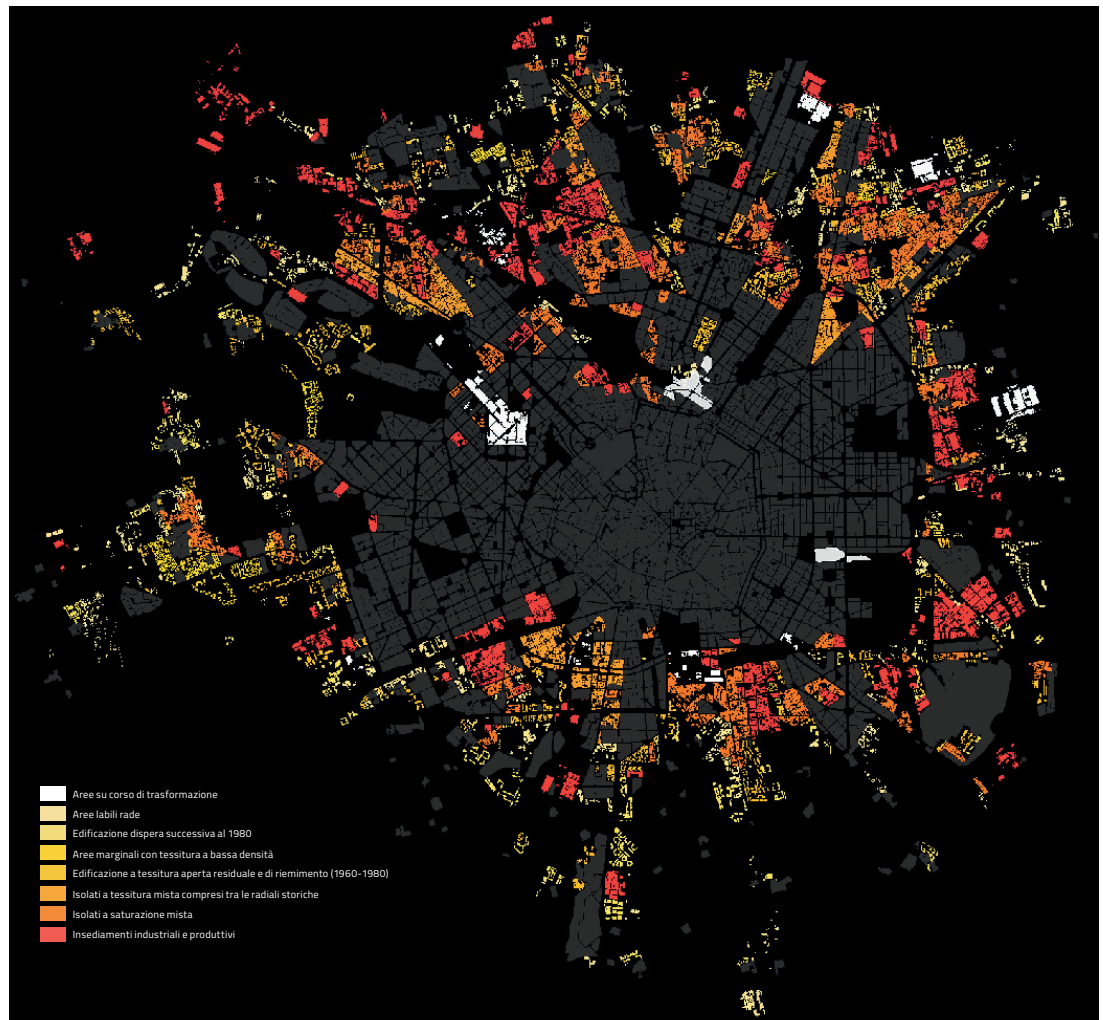 Aree su corso di trasformazione
Aree labili rade
Edificazione dispera successiva al 1980
Aree marginali con tessitura a bassa densità
Edificazione a tessitura aperta residuale e di riemimento (1960-1980)
Isolati a tessitura mista compresi tra le radiali storiche
Isolati a saturazione mista
Insediamenti industriali e produttivi